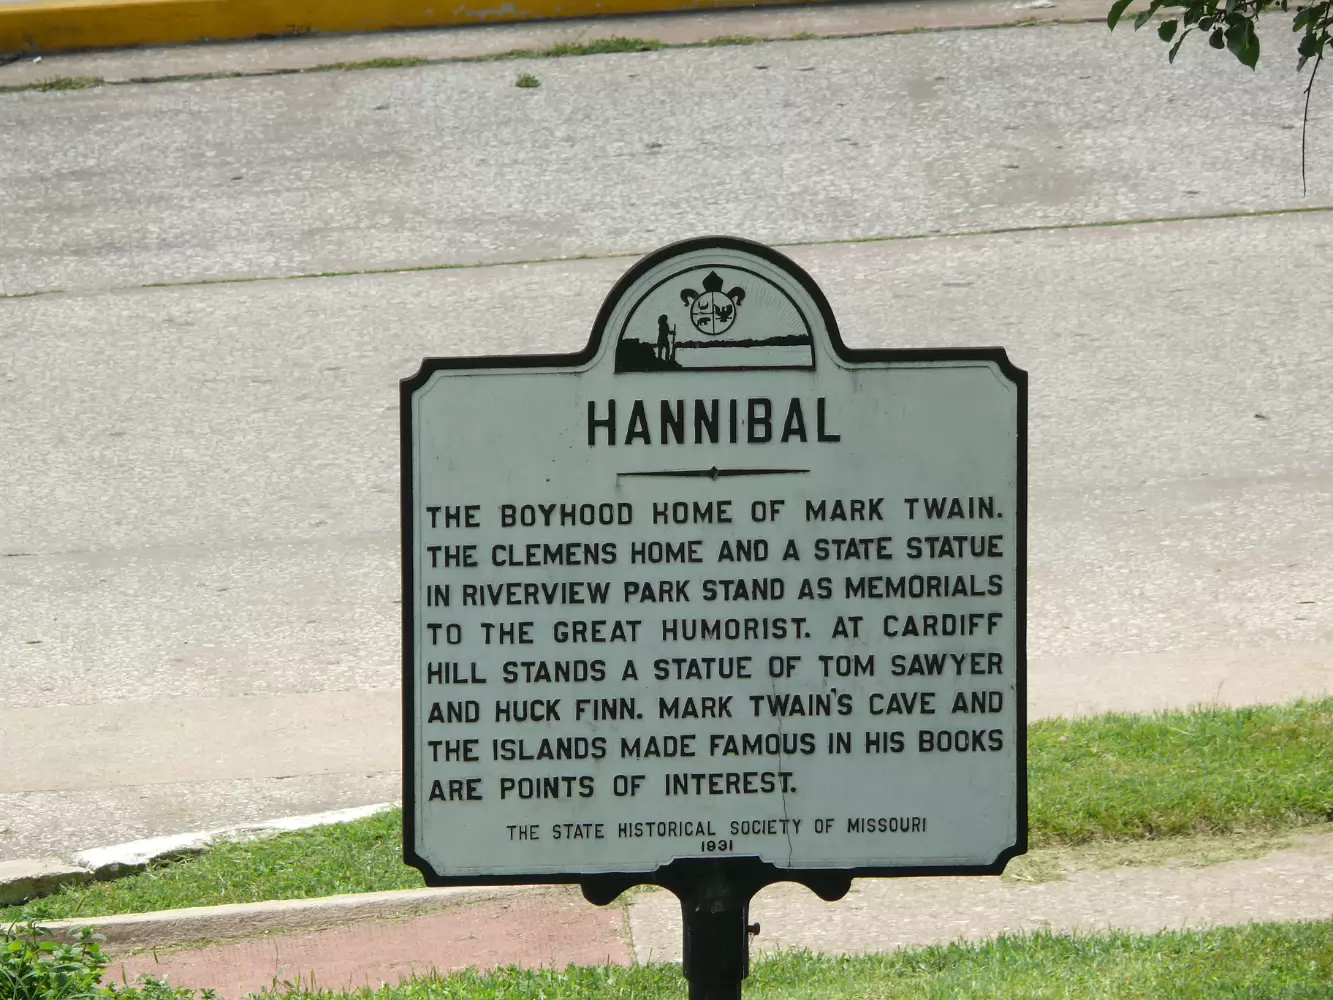 HANNIBAL
THE BOYHOOD HOME OF MARK TWAIN.
THE CLEMENS HOME AND A STATE STATUE
IN RIVERVIEW PARK STAND AS MEMORIALS
TO THE GREAT HUMORIST. AT CARDIFF
HILL STANDS A STATUE OF TOM SAWYER
AND HUCK FINN. MARK TWAIN'S CAVE AND
THE ISLANDS MADE FAMOUS IN HIS BOOKS
ARE POINTS OF INTEREST.
THE STATE HISTORICAL SOCIETY OF MISSOURI
1931